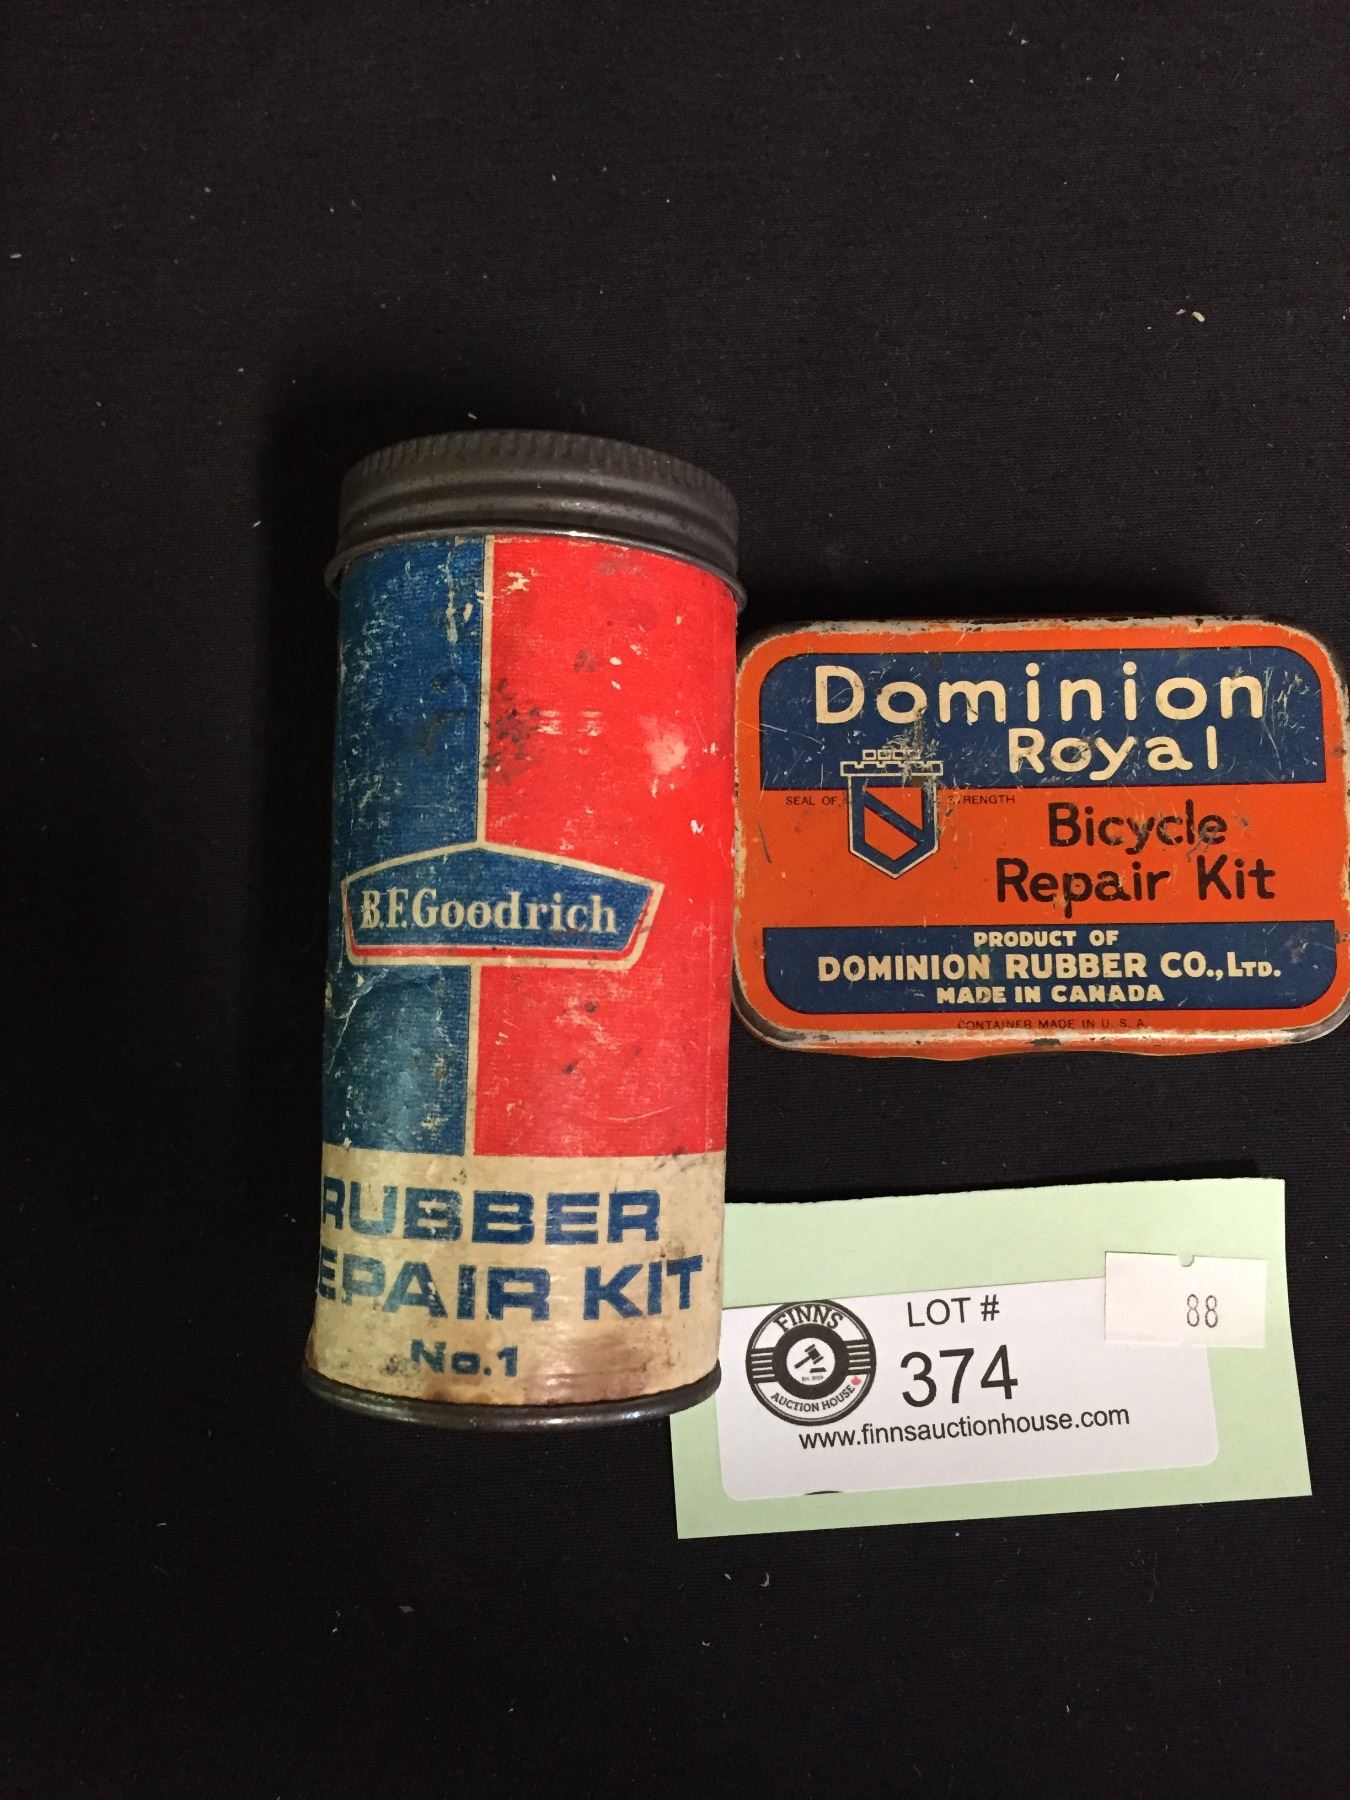 B.F.Goodrich
RUBBER
EPAIR KIT
No.1
Dominion
Royal
SEAL OF STRENGTH
Bicycle
Repair Kit
PRODUCT OF
DOMINION RUBBER CO., LTD.
MADE IN CANADA
CONTAINER MADE IN U. S. A.
88
FINNS
AUCTION HOUSE
LOT #
374
www.finnsauctionhouse.com